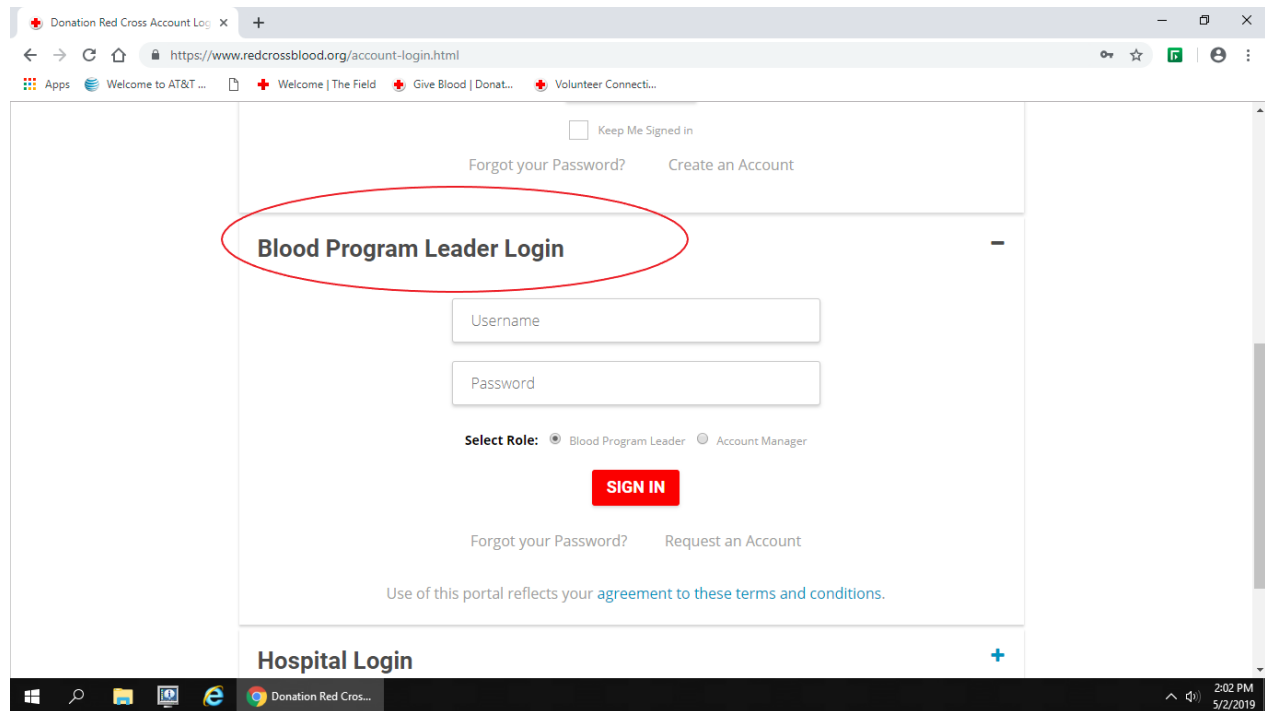 Donation Red Cross Account Log
https://www.redcrossblood.org/account-login.html
Apps Welcome to AT&T ... Welcome | The Field Give Blood | Donat... Volunteer Connecti...
Keep Me Signed in
Forgot your Password? Create an Account
Blood Program Leader Login
Username
Password
Select Role: Blood Program Leader Account Manager
SIGN IN
Forgot your Password? Request an Account
Use of this portal reflects your agreement to these terms and conditions.
Hospital Login
Donation Red Cros...
2:02 PM
5/2/2019